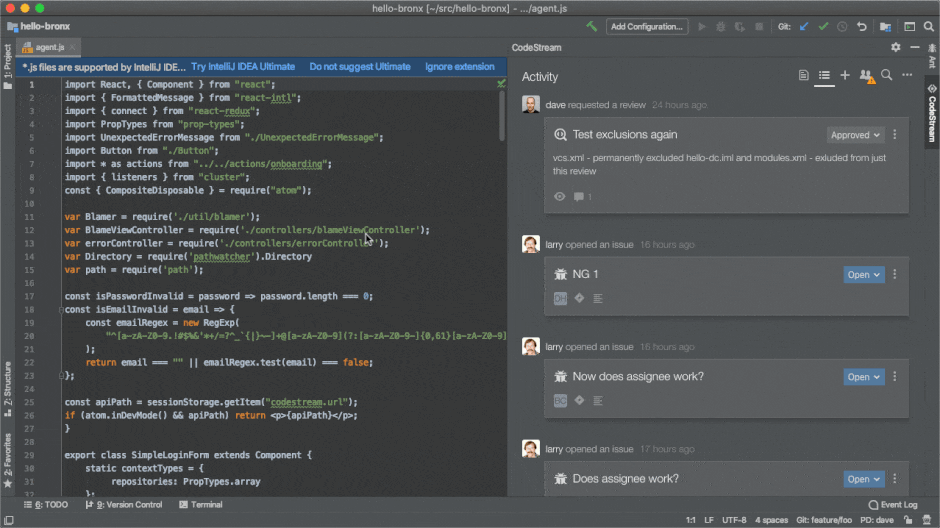 hello-bronx [~/src/hello-bronx] - .../agent.js
hello-bronx
Add Configuration...
Git:
agent.js
CodeStream
*.js files are supported by IntelliJ IDE... Try IntelliJ IDEA Ultimate Do not suggest Ultimate Ignore extension
1: Project
Ant
CodeStream
7: Structure
2: Favorites
1 import React, { Component } from "react";
2 import { FormattedMessage } from "react-intl";
3 import { connect } from "react-redux";
4 import PropTypes from "prop-types";
5 import UnexpectedErrorMessage from "./UnexpectedErrorMessage";
6 import Button from "./Button";
7 import * as actions from "../../actions/onboarding";
8 import { listeners } from "cluster";
9 const { CompositeDisposable } = require("atom");
10
11 var Blamer = require('./util/blamer');
12 var BlameViewController = require('./controllers/blameViewController');
13 var errorController = require('./controllers/errorController');
14 var Directory = require('pathwatcher').Directory
15 var path = require('path');
16
17 const isPasswordInvalid = password => password.length === 0;
18 const isEmailInvalid = email => {
19 const emailRegex = new RegExp(
20 "^[a-zA-Z0-9.!#$%&'*+/=?^_`{|}~-]+@[a-zA-Z0-9](?:[a-zA-Z0-9-]{0,61}[a-zA-Z0-9]
21 );
22 return email === "" || emailRegex.test(email) === false;
23 };
24
25 const apiPath = sessionStorage.getItem("codestream.url");
26 if (atom.inDevMode() && apiPath) return <p>{apiPath}</p>;
27 }
28
29 export class SimpleLoginForm extends Component {
30 static contextTypes = {
31 repositories: PropTypes.array
32 };
Activity
dave requested a review 24 hours ago
Test exclusions again
Approved
vcs.xml - permanently excluded hello-dc.iml and modules.xml - exluded from just
this review
1
larry opened an issue 16 hours ago
NG 1
Open
DH
larry opened an issue 16 hours ago
Now does assignee work?
Open
BC
larry opened an issue 17 hours ago
Does assignee work?
Open
6: TODO
9: Version Control
Terminal
Event Log
1:1 LF UTF-8 4 spaces Git: feature/foo PD: dave